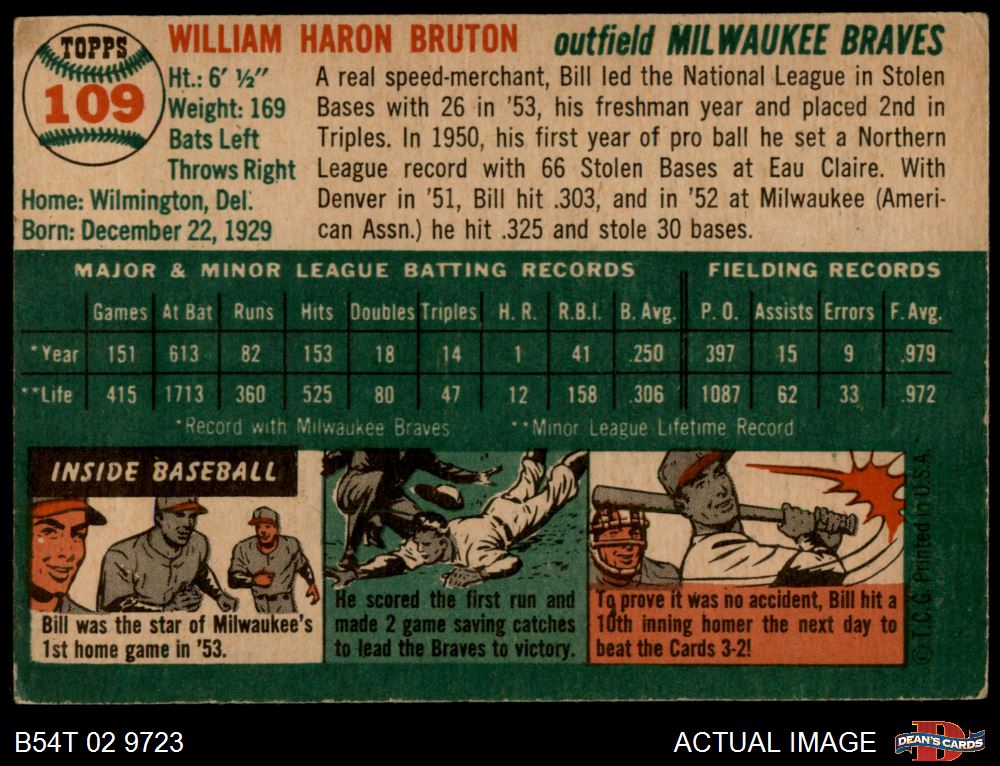 TOPPS
109
WILLIAM HARON BRUTON outfield MILWAUKEE BRAVES
Ht.: 6' ½"
Weight: 169
Bats Left
Throws Right
Home: Wilmington, Del.
Born: December 22, 1929
A real speed-merchant, Bill led the National League in Stolen
Bases with 26 in '53, his freshman year and placed 2nd in
Triples. In 1950, his first year of pro ball he set a Northern
League record with 66 Stolen Bases at Eau Claire. With
Denver in '51, Bill hit .303, and in '52 at Milwaukee (Ameri-
can Assn.) he hit .325 and stole 30 bases.
MAJOR & MINOR LEAGUE BATTING RECORDS FIELDING RECORDS
Games At Bat Runs Hits Doubles Triples H. R. R.B.I. B. Avg. P. O. Assists Errors F. Avg.
*Year 151 613 82 153 18 14 1 41 .250 397 15 9 .979
**Life 415 1713 360 525 80 47 12 158 .306 1087 62 33 .972
*Record with Milwaukee Braves **Minor League Lifetime Record
INSIDE BASEBALL
Bill was the star of Milwaukee's
1st home game in '53.
He scored the first run and
made 2 game saving catches
to lead the Braves to victory.
To prove it was no accident, Bill hit a
10th inning homer the next day to
beat the Cards 3-2!
© T.C.G. Printed in U.S.A.
B54T 02 9723
ACTUAL IMAGE
DEAN'S CARDS